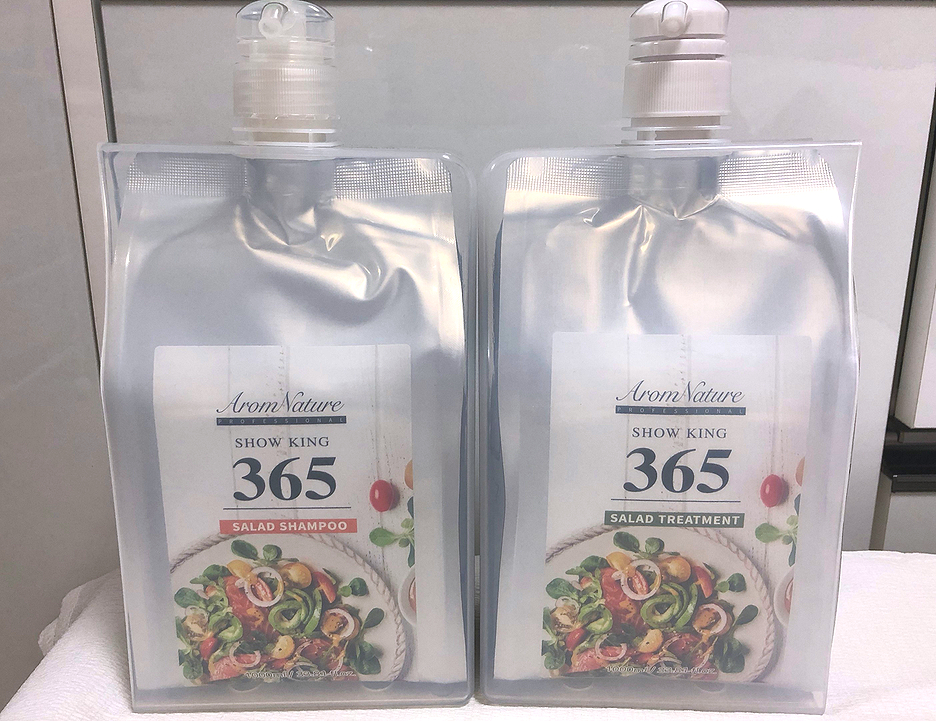 AromNature
PROFESSIONAL
SHOW KING
365
SALAD SHAMPOO
AromNature
PROFESSIONAL
SHOW KING
365
SALAD TREATMENT